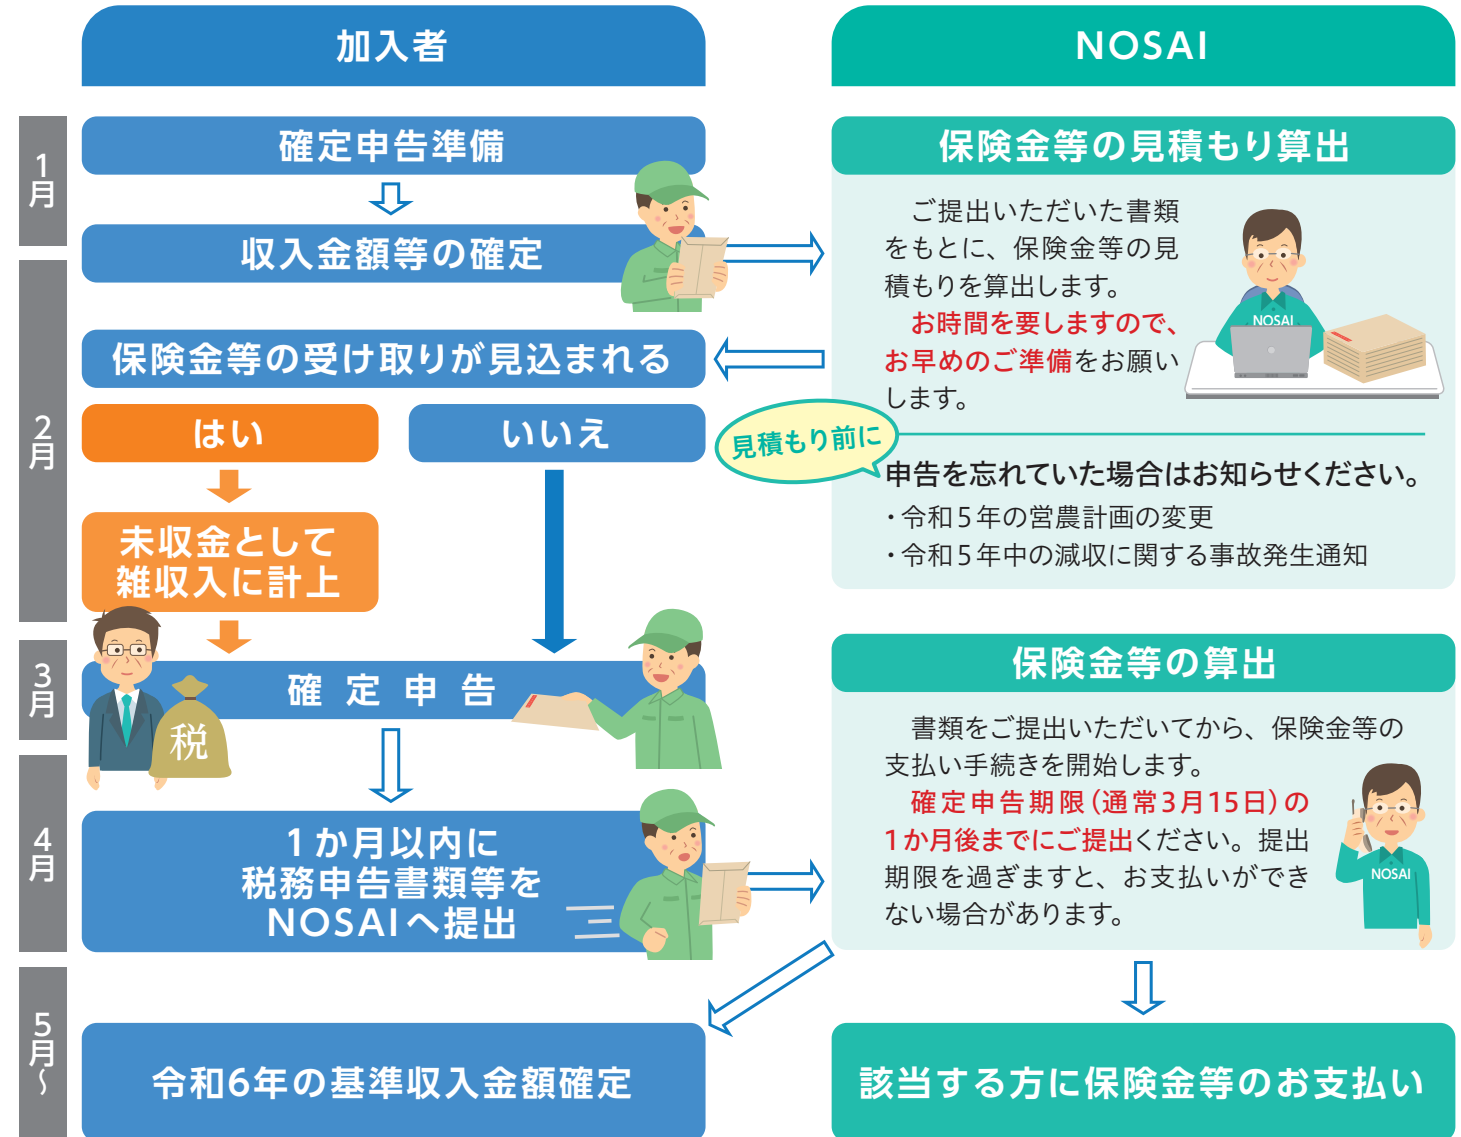 加入者
NOSAI
1月
確定申告準備
収入金額等の確定
保険金等の見積もり算出
ご提出いただいた書類
をもとに、保険金等の見
積もりを算出します。
お時間を要しますので、
お早めのご準備をお願い
します。
NOSAI
2月
保険金等の受け取りが見込まれる
はい
いいえ
未収金として
雑収入に計上
見積もり前に
申告を忘れていた場合はお知らせください。
・令和5年の営農計画の変更
・令和5年中の減収に関する事故発生通知
3月
確定申告
税
保険金等の算出
書類をご提出いただいてから、保険金等の
支払い手続きを開始します。
確定申告期限(通常3月15日)の
1か月後までにご提出ください。提出
期限を過ぎますと、お支払いができ
ない場合があります。
NOSAI
4月
1か月以内に
税務申告書類等を
NOSAIへ提出
5月~
令和6年の基準収入金額確定
該当する方に保険金等のお支払い